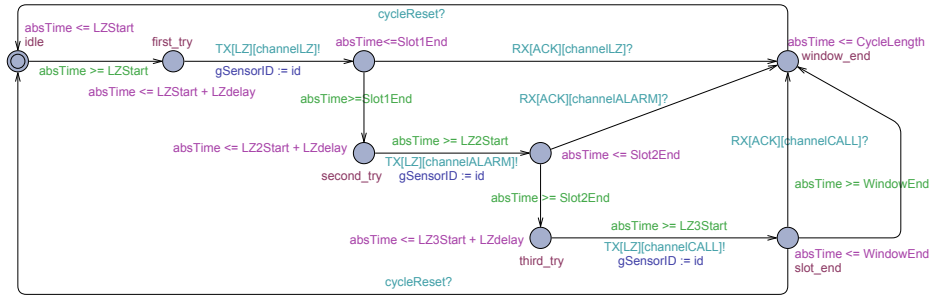 cycleReset?
absTime <= LZStart
idle
first_try
TX[LZ][channelLZ]!
absTime<=Slot1End
RX[ACK][channelLZ]?
absTime <= CycleLength
window_end
absTime >= LZStart
gSensorID := id
absTime <= LZStart + LZdelay
absTime>=Slot1End
RX[ACK][channelALARM]?
absTime >= LZ2Start
RX[ACK][channelCALL]?
absTime <= LZ2Start + LZdelay
TX[LZ][channelALARM]!
absTime <= Slot2End
second_try
gSensorID := id
absTime >= WindowEnd
absTime >= Slot2End
absTime >= LZ3Start
absTime <= LZ3Start + LZdelay
TX[LZ][channelCALL]!
absTime <= WindowEnd
third_try
gSensorID := id
slot_end
cycleReset?